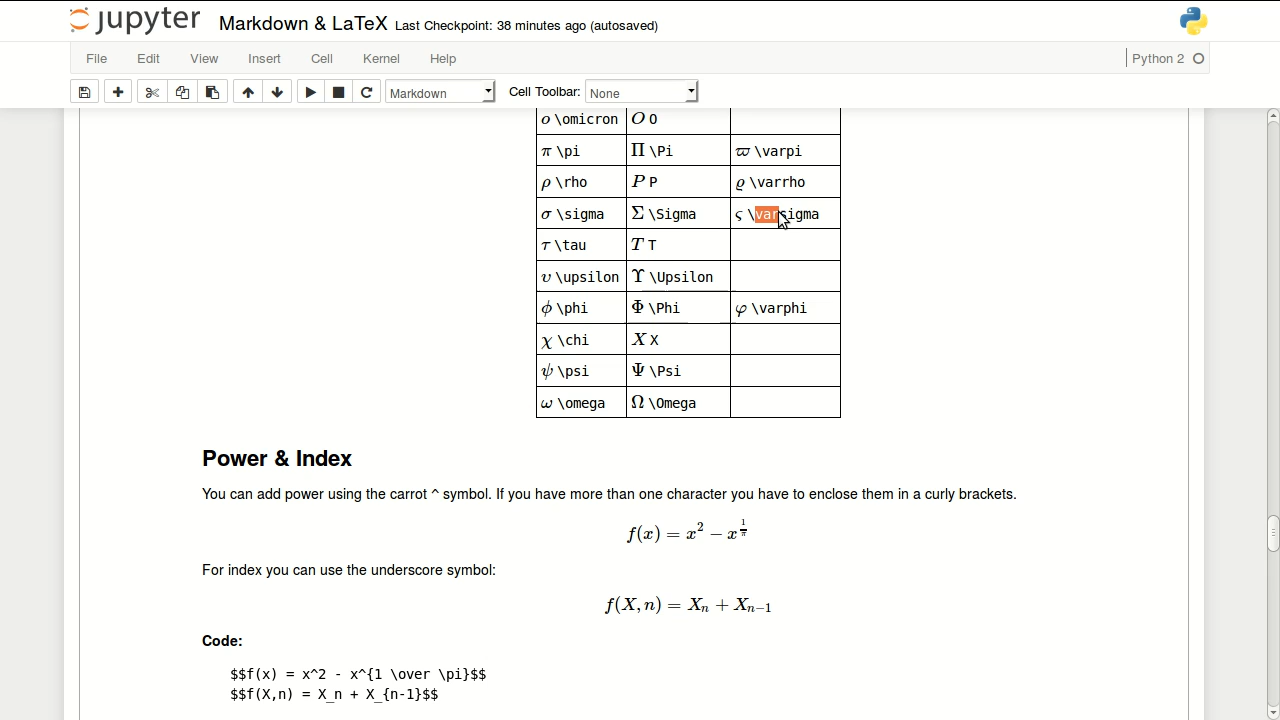 jupyter Markdown & LaTeX Last Checkpoint: 38 minutes ago (autosaved)
File Edit View Insert Cell Kernel Help Python 2
Markdown Cell Toolbar: None
ο \omicron O O
π \pi Π \Pi ϖ \varpi
ρ \rho P P ϱ \varrho
σ \sigma Σ \Sigma ς \varsigma
τ \tau T T
υ \upsilon ϒ \Upsilon
ϕ \phi Φ \Phi φ \varphi
χ \chi X X
ψ \psi Ψ \Psi
ω \omega Ω \Omega
Power & Index
You can add power using the carrot ^ symbol. If you have more than one character you have to enclose them in a curly brackets.
f(x) = x² − x^{1/π}
For index you can use the underscore symbol:
f(X, n) = Xₙ + Xₙ₋₁
Code:
$$f(x) = x^2 - x^{1 \over \pi}$$
$$f(X,n) = X_n + X_{n-1}$$